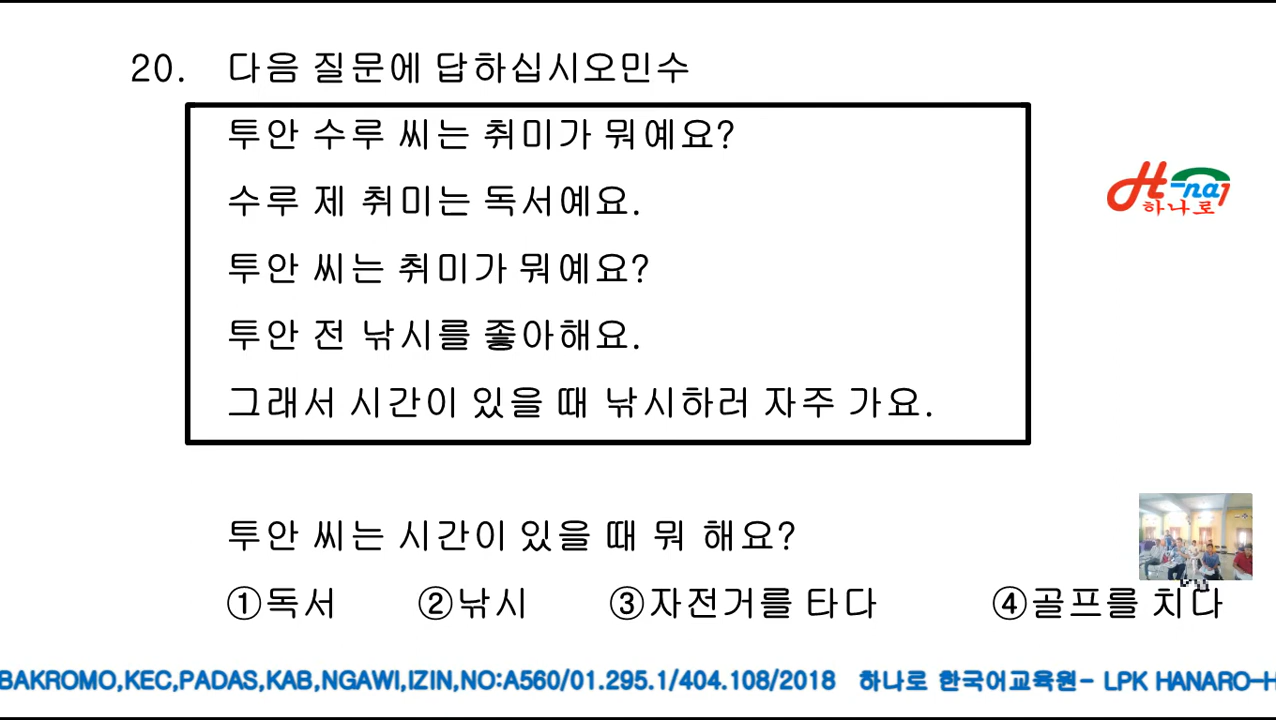 20. 다음 질문에 답하십시오민수
투안 수루 씨는 취미가 뭐예요?
수루 제 취미는 독서예요.
투안 씨는 취미가 뭐예요?
투안 전 낚시를 좋아해요.
그래서 시간이 있을 때 낚시하러 자주 가요.
H-na
하나로
투안 씨는 시간이 있을 때 뭐 해요?
①독서 ②낚시 ③자전거를 타다 ④골프를 치다
BAKROMO,KEC,PADAS,KAB,NGAWI,IZIN,NO:A560/01.295.1/404.108/2018 하나로 한국어교육원- LPK HANARO-H